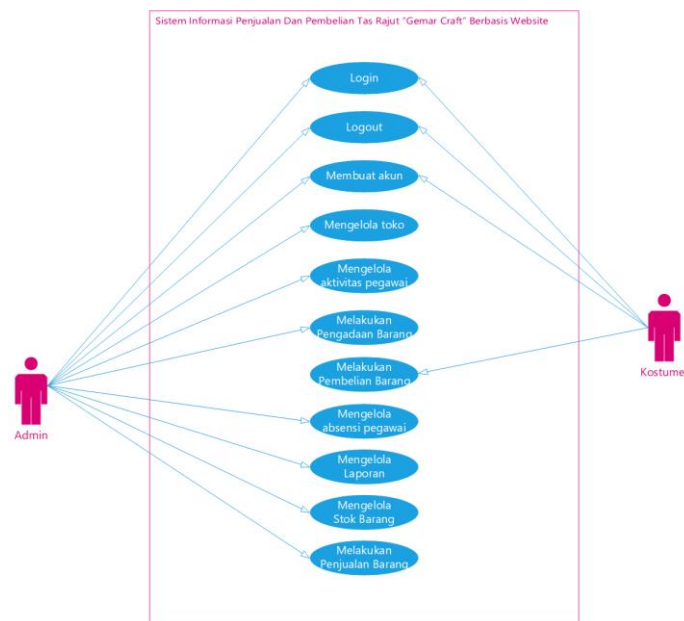 Sistem Informasi Penjualan Dan Pembelian Tas Rajut "Gemar Craft" Berbasis Website
Login
Logout
Membuat akun
Mengelola toko
Mengelola
aktivitas pegawai
Melakukan
Pengadaan Barang
Melakukan
Pembelian Barang
Kostume
Mengelola
absensi pegawai
Admin
Mengelola
Laporan
Mengelola
Stok Barang
Melakukan
Penjualan Barang